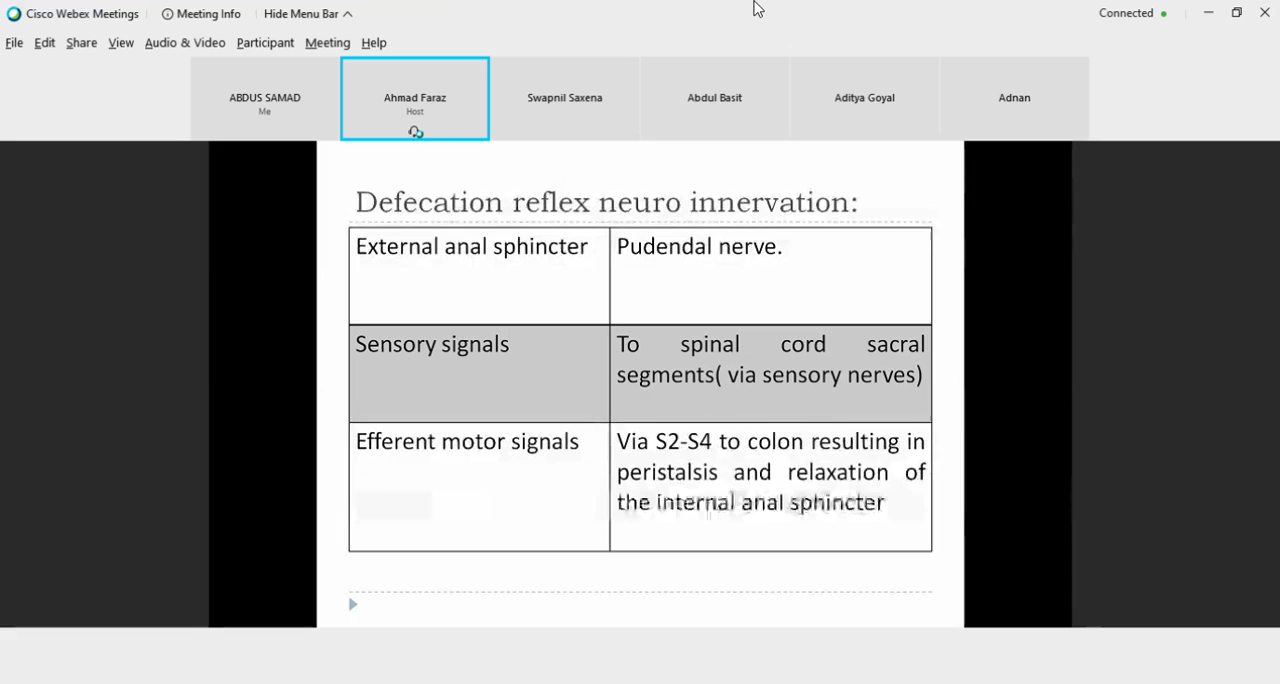 Cisco Webex Meetings Meeting Info Hide Menu Bar Connected
File Edit Share View Audio & Video Participant Meeting Help
ABDUS SAMAD
Me
Ahmad Faraz
Host
Swapnil Saxena
Abdul Basit
Aditya Goyal
Adnan
Defecation reflex neuro innervation:
External anal sphincter
Pudendal nerve.
Sensory signals
To spinal cord sacral
segments( via sensory nerves)
Efferent motor signals
Via S2-S4 to colon resulting in
peristalsis and relaxation of
the internal anal sphincter